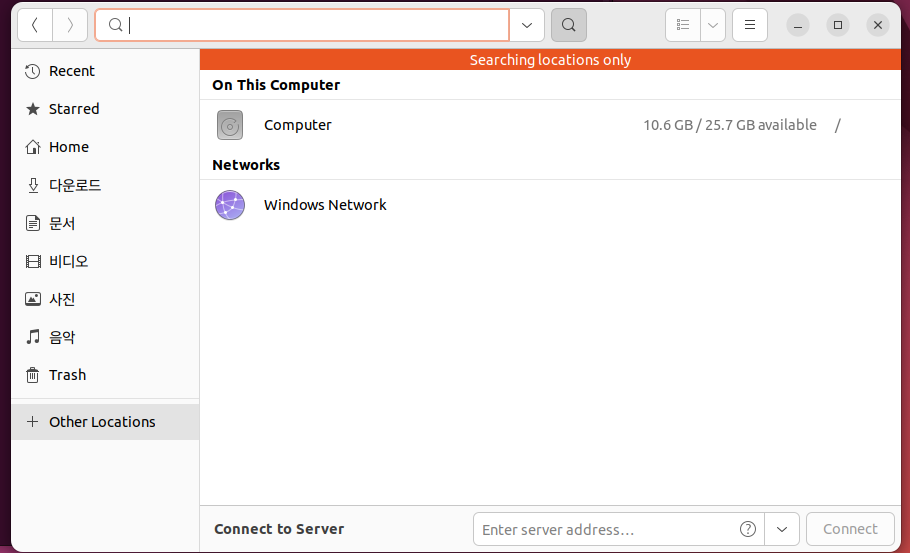 Searching locations only
Recent
Starred
Home
다운로드
문서
비디오
사진
음악
Trash
Other Locations
On This Computer
Computer 10.6 GB / 25.7 GB available /
Networks
Windows Network
Connect to Server Enter server address... Connect